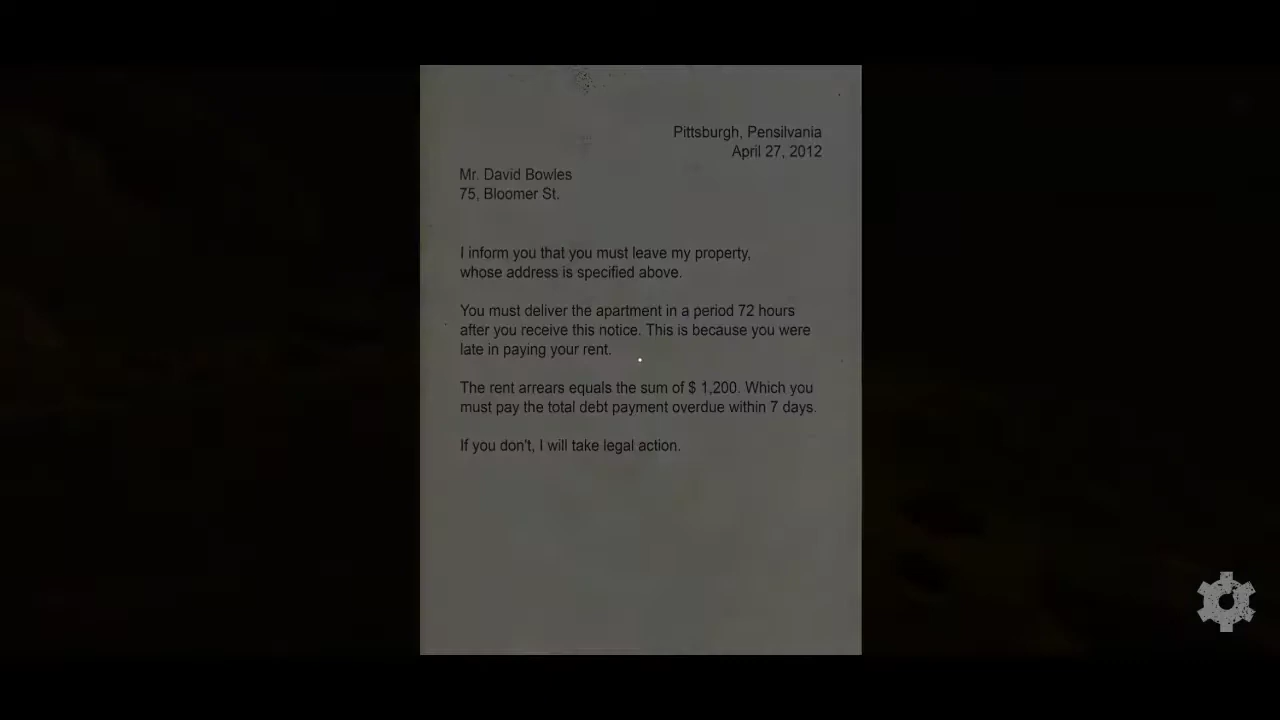 Pittsburgh, Pensilvania
April 27, 2012
Mr. David Bowles
75, Bloomer St.
I inform you that you must leave my property,
whose address is specified above.
You must deliver the apartment in a period 72 hours
after you receive this notice. This is because you were
late in paying your rent.
The rent arrears equals the sum of $ 1,200. Which you
must pay the total debt payment overdue within 7 days.
If you don't, I will take legal action.